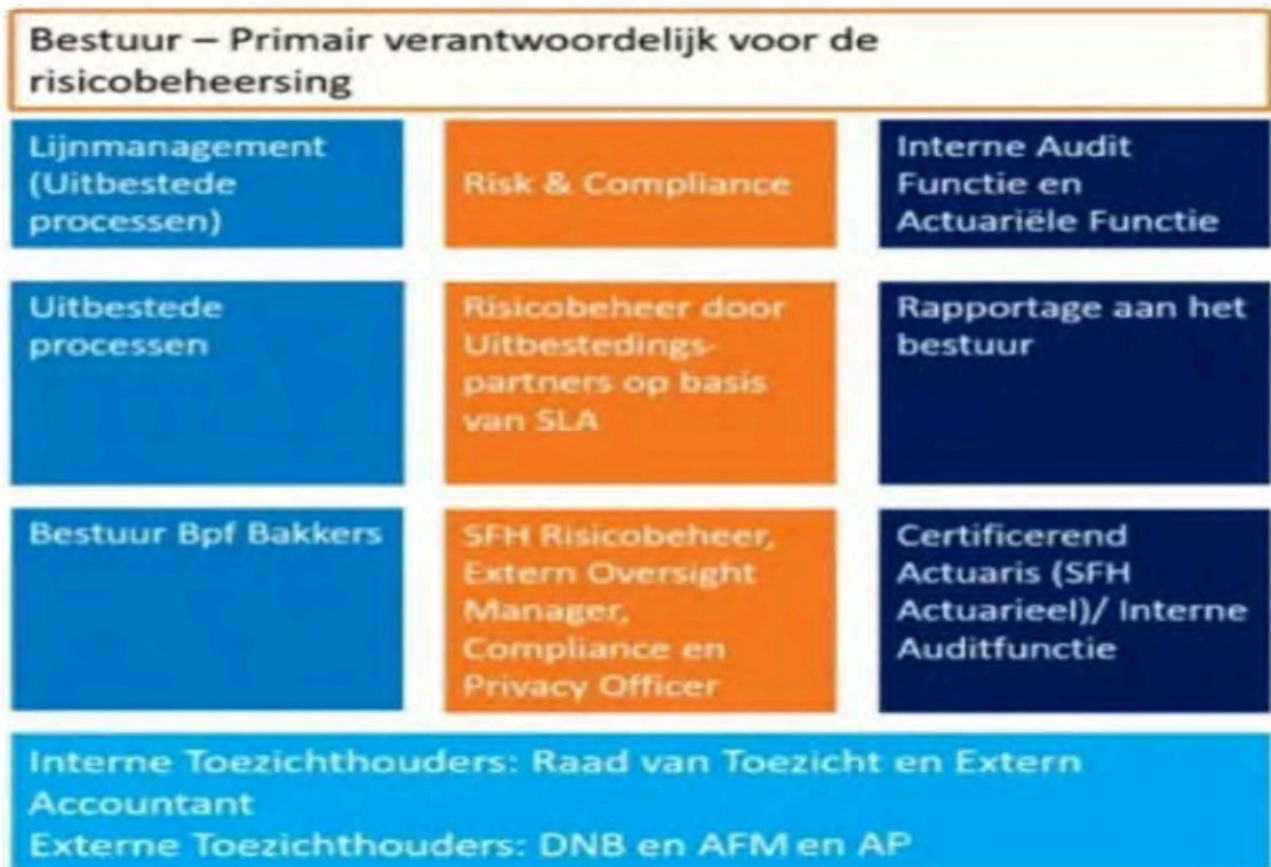 Bestuur – Primair verantwoordelijk voor de
risicobeheersing
Lijnmanagement
(Uitbestede
processen)
Risk & Compliance
Interne Audit
Functie en
Actuariële Functie
Uitbestede
processen
Risicobeheer door
Uitbestedings-
partners op basis
van SLA
Rapportage aan het
bestuur
Bestuur Bpf Bakkers
SFH Risicobeheer,
Extern Oversight
Manager,
Compliance en
Privacy Officer
Certificerend
Actuaris (SFH
Actuarieel)/ Interne
Auditfunctie
Interne Toezichthouders: Raad van Toezicht en Extern
Accountant
Externe Toezichthouders: DNB en AFM en AP